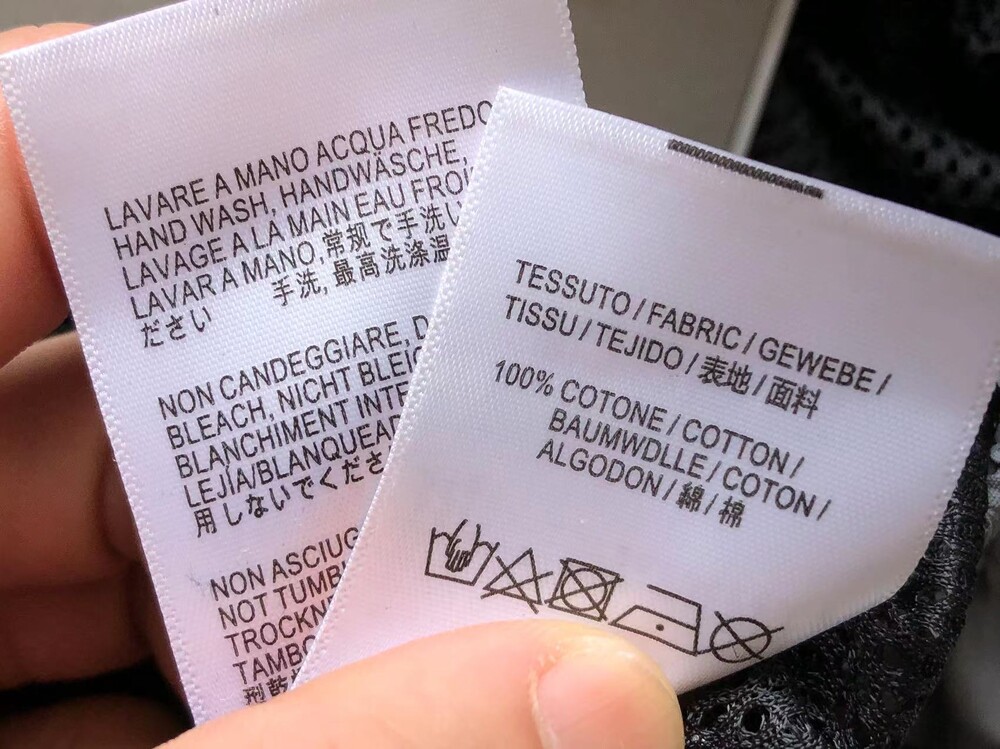 LAVARE A MANO ACQUA FREDD
HAND WASH, HANDWÄSCHE,
LAVAGE A LA MAIN EAU FROI
LAVAR A MANO,常规で手洗い
手洗, 最高洗涤温
ださい
NON CANDEGGIARE,
BLEACH, NICHT BLEIC
BLANCHIMENT INTE
LEJÍA/BLANQUEAD
用しないでくださ
NON ASCIUG
NOT TUMB
TROCKN
TAMBO
TESSUTO / FABRIC / GEWEBE /
TISSU / TEJIDO / 表地 / 面料
100% COTONE / COTTON /
BAUMWDLLE / COTON /
ALGODON / 綿 / 棉